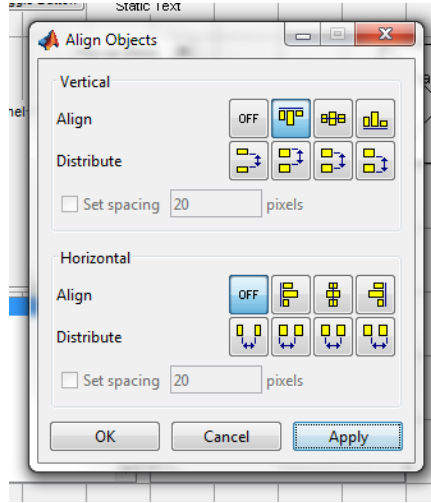 Button
Static Text
Align Objects
Vertical
Align OFF
Distribute
Set spacing 20 pixels
Horizontal
Align OFF
Distribute
Set spacing 20 pixels
OK Cancel Apply